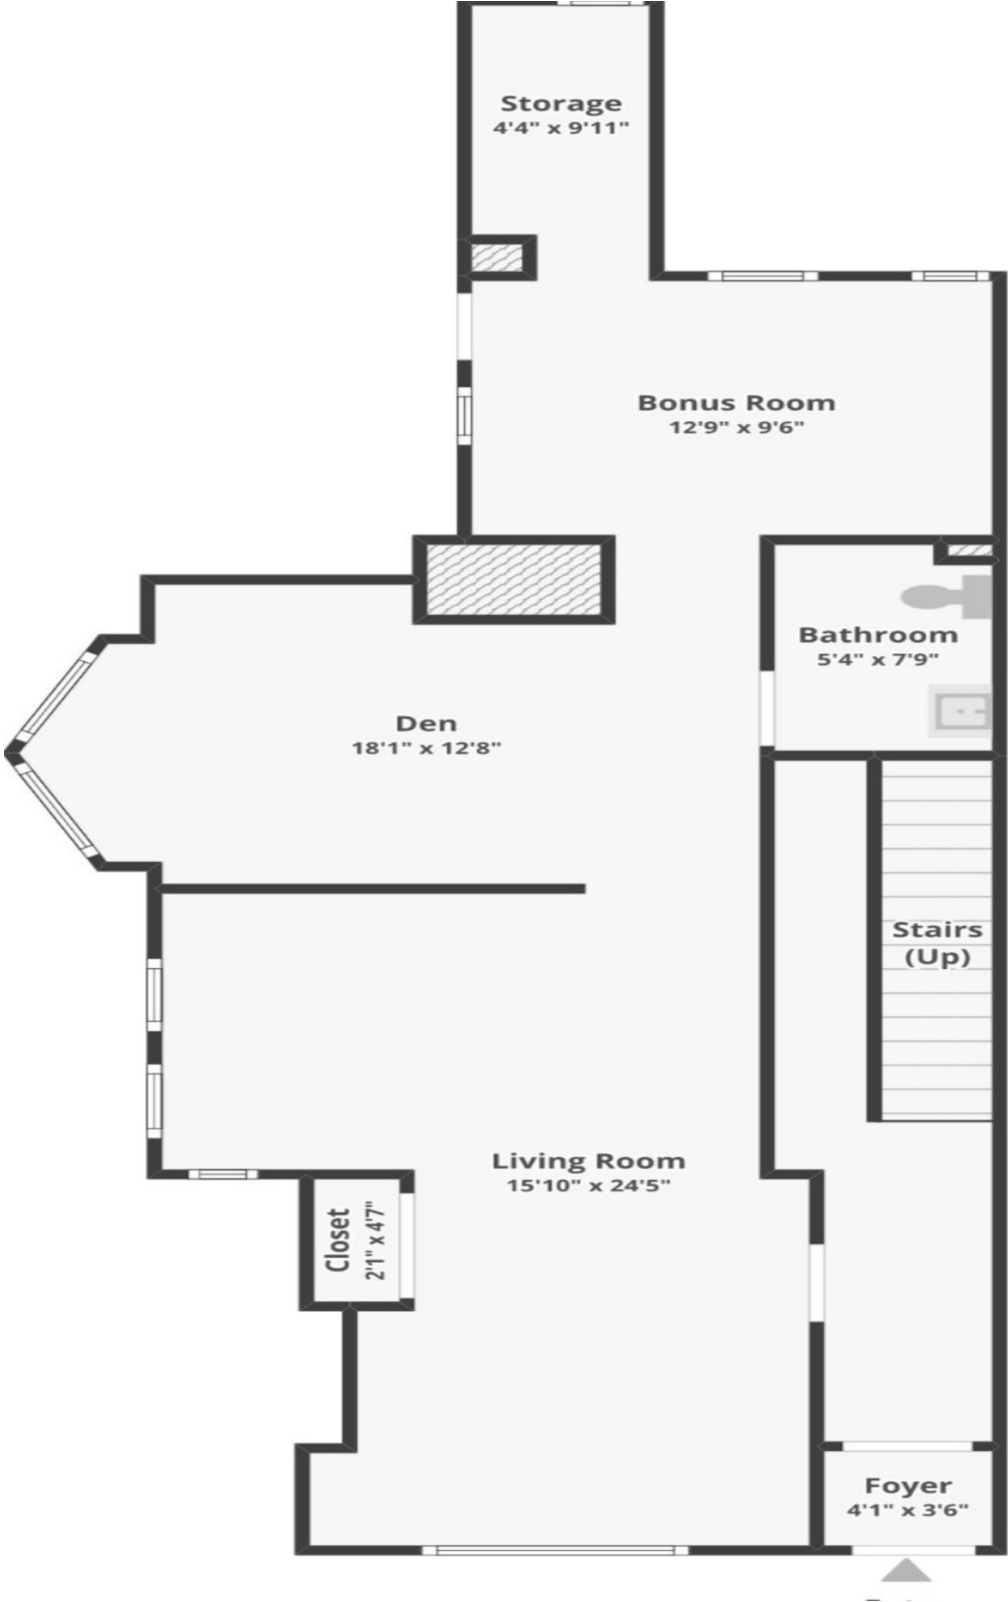 Storage
4'4" x 9'11"
Bonus Room
12'9" x 9'6"
Bathroom
5'4" x 7'9"
Den
18'1" x 12'8"
Stairs
(Up)
Living Room
15'10" x 24'5"
Closet
2'1" x 4'7"
Foyer
4'1" x 3'6"